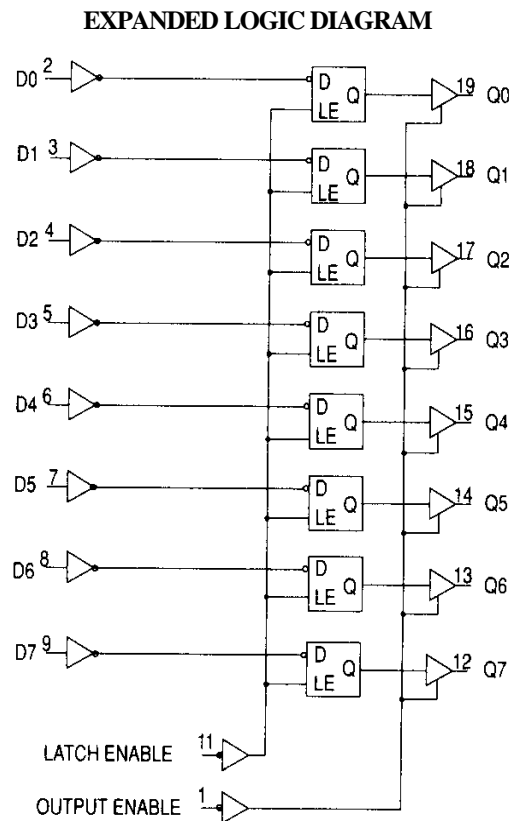 EXPANDED LOGIC DIAGRAM
D0 2 D LE Q 19 Q0
D1 3 D LE Q 18 Q1
D2 4 D LE Q 17 Q2
D3 5 D LE Q 16 Q3
D4 6 D LE Q 15 Q4
D5 7 D LE Q 14 Q5
D6 8 D LE Q 13 Q6
D7 9 D LE Q 12 Q7
LATCH ENABLE 11
OUTPUT ENABLE 1